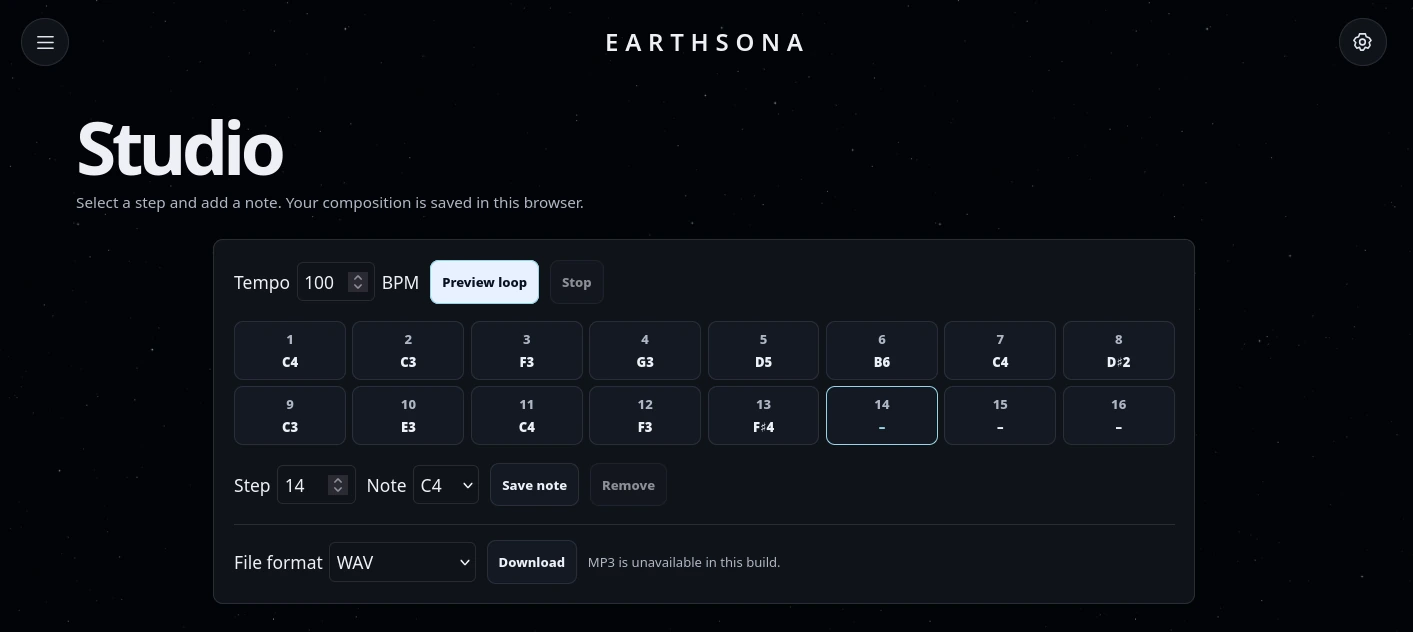 EARTHSONA
Studio
Select a step and add a note. Your composition is saved in this browser.
Tempo 100 BPM Preview loop Stop
1 2 3 4 5 6 7 8
C4 C3 F3 G3 D5 B6 C4 D♯2
9 10 11 12 13 14 15 16
C3 E3 C4 F3 F♯4 – – –
Step 14 Note C4 Save note Remove
File format WAV Download MP3 is unavailable in this build.